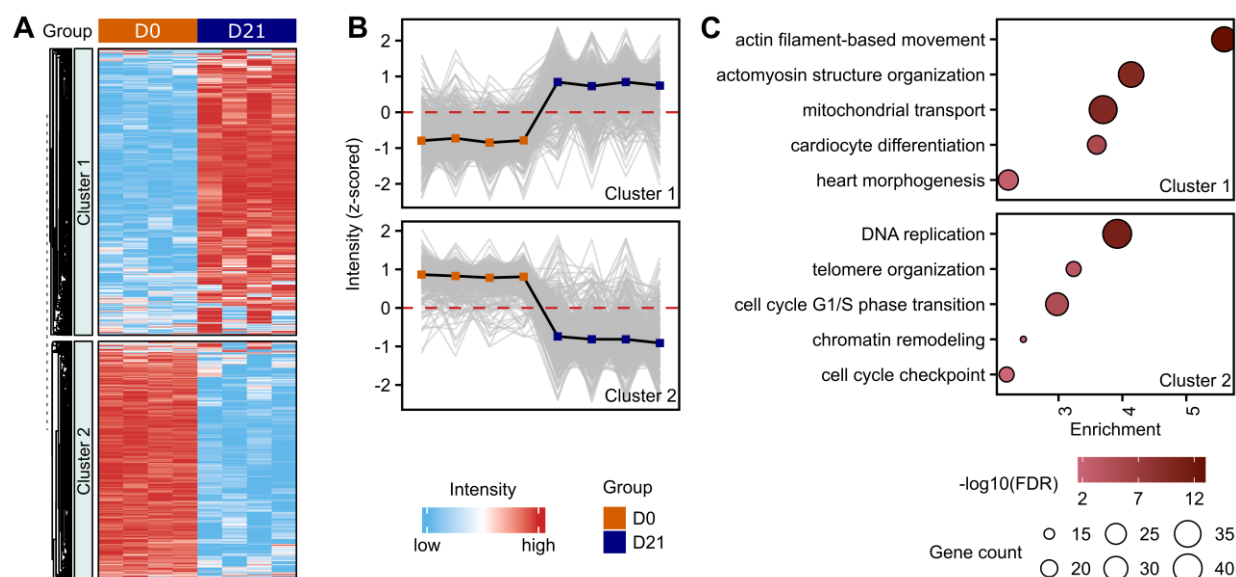 A
Group
D0
D21
Cluster 1
Cluster 2
B
Intensity (z-scored)
2
1
0
-1
-2
Cluster 1
2
1
0
-1
-2
Cluster 2
Intensity
low
high
Group
D0
D21
C
actin filament-based movement
actomyosin structure organization
mitochondrial transport
cardiocyte differentiation
heart morphogenesis
Cluster 1
DNA replication
telomere organization
cell cycle G1/S phase transition
chromatin remodeling
cell cycle checkpoint
Cluster 2
3
4
5
Enrichment
-log10(FDR)
2
7
12
Gene count
15
25
35
20
30
40